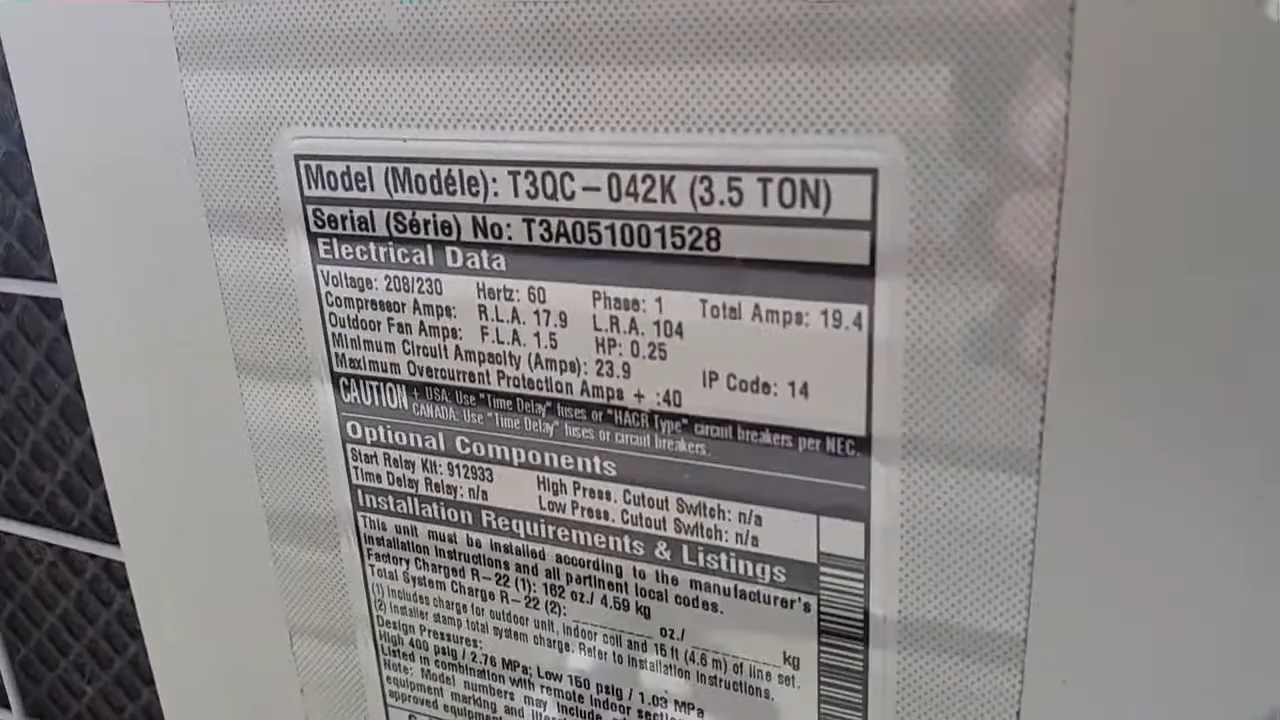 Model (Modéle): T3QC-042K (3.5 TON)
Serial (Série) No: T3A051001528
Electrical Data
Voltage: 208/230 Hertz: 60 Phase: 1 Total Amps: 19.4
Compressor Amps: R.L.A. 17.9 L.R.A. 104
Outdoor Fan Amps: F.L.A. 1.5 HP: 0.25
Minimum Circuit Ampacity (Amps): 23.9 IP Code: 14
Maximum Overcurrent Protection Amps + :40
CAUTION + USA: Use "Time Delay" fuses or "HACR Type" circuit breakers per NEC.
CANADA: Use "Time Delay" fuses or circuit breakers.
Optional Components
Start Relay Kit: 912933 High Press. Cutout Switch: n/a
Time Delay Relay: n/a Low Press. Cutout Switch: n/a
Installation Requirements & Listings
This unit must be installed according to the manufacturer's
installation instructions and all pertinent local codes.
Factory Charged R-22 (1): 162 oz./ 4.59 kg
Total System Charge R-22 (2): ________ oz./ ________ kg
(1) Includes charge for outdoor unit, indoor coil and 15 ft (4.6 m) of line set.
(2) Installer stamp total system charge. Refer to installation instructions.
Design Pressures:
High 400 psig / 2.76 MPa; Low 150 psig / 1.03 MPa
Listed in combination with remote indoor
Note: Model numbers may include
equipment marking and
approved